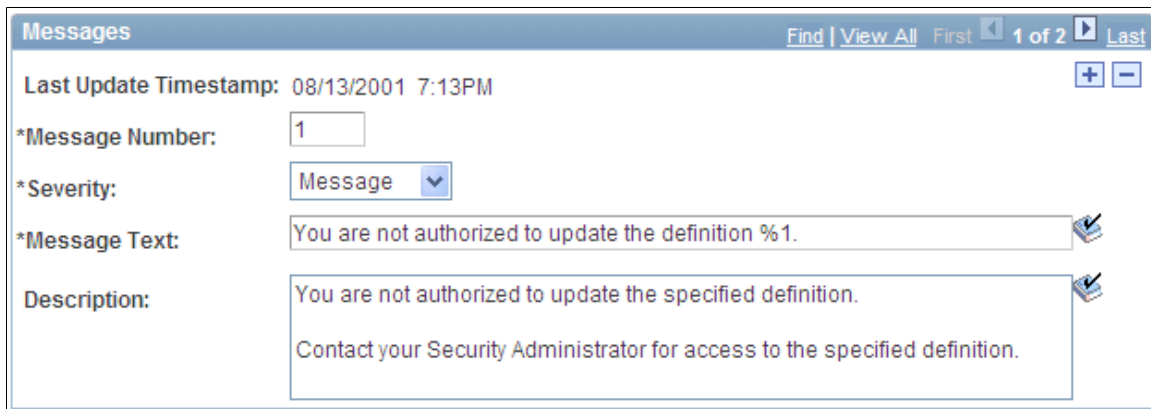 Messages Find | View All First 1 of 2 Last
Last Update Timestamp: 08/13/2001 7:13PM
*Message Number: 1
*Severity: Message
*Message Text: You are not authorized to update the definition %1.
Description: You are not authorized to update the specified definition.
Contact your Security Administrator for access to the specified definition.